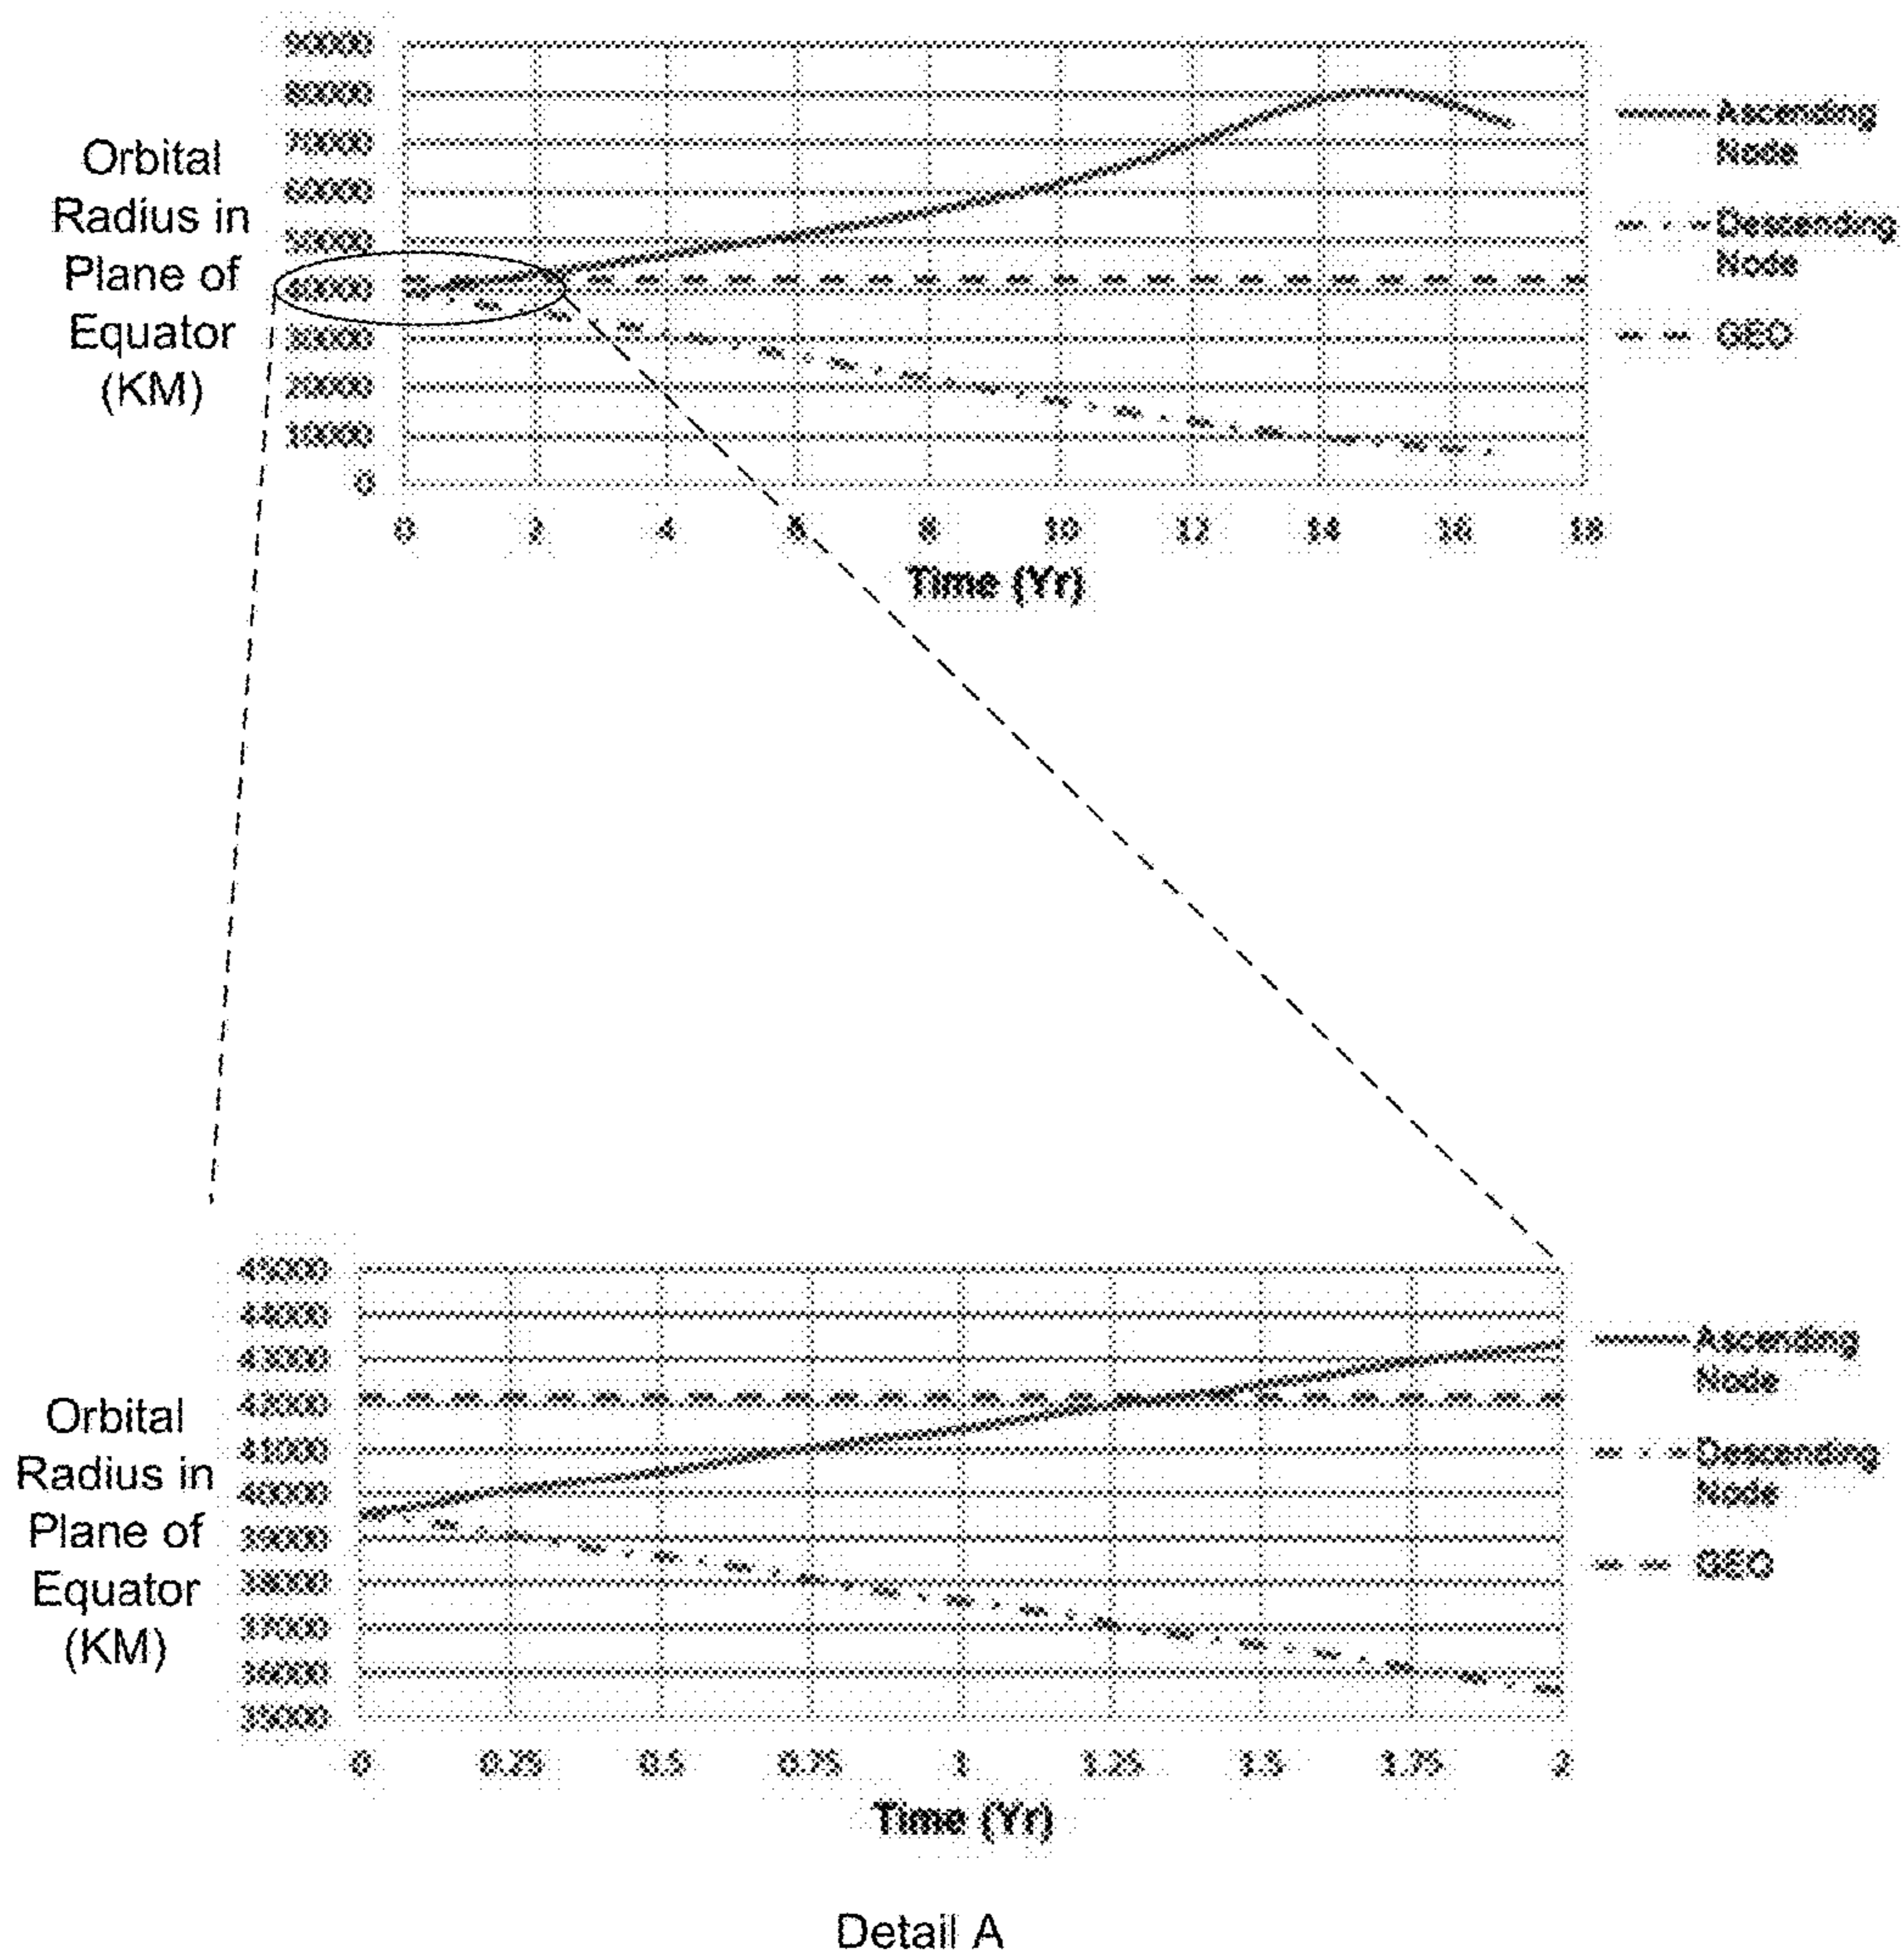 90000
80000
70000
60000
50000
40000
30000
20000
10000
0
Orbital
Radius in
Plane of
Equator
(KM)
0 2 4 6 8 10 12 14 16 18
Time (Yr)
Ascending
Node
Descending
Node
GEO
45000
44000
43000
42000
41000
40000
39000
38000
37000
36000
35000
Orbital
Radius in
Plane of
Equator
(KM)
0 0.25 0.5 0.75 1 1.25 1.5 1.75 2
Time (Yr)
Ascending
Node
Descending
Node
GEO
Detail A